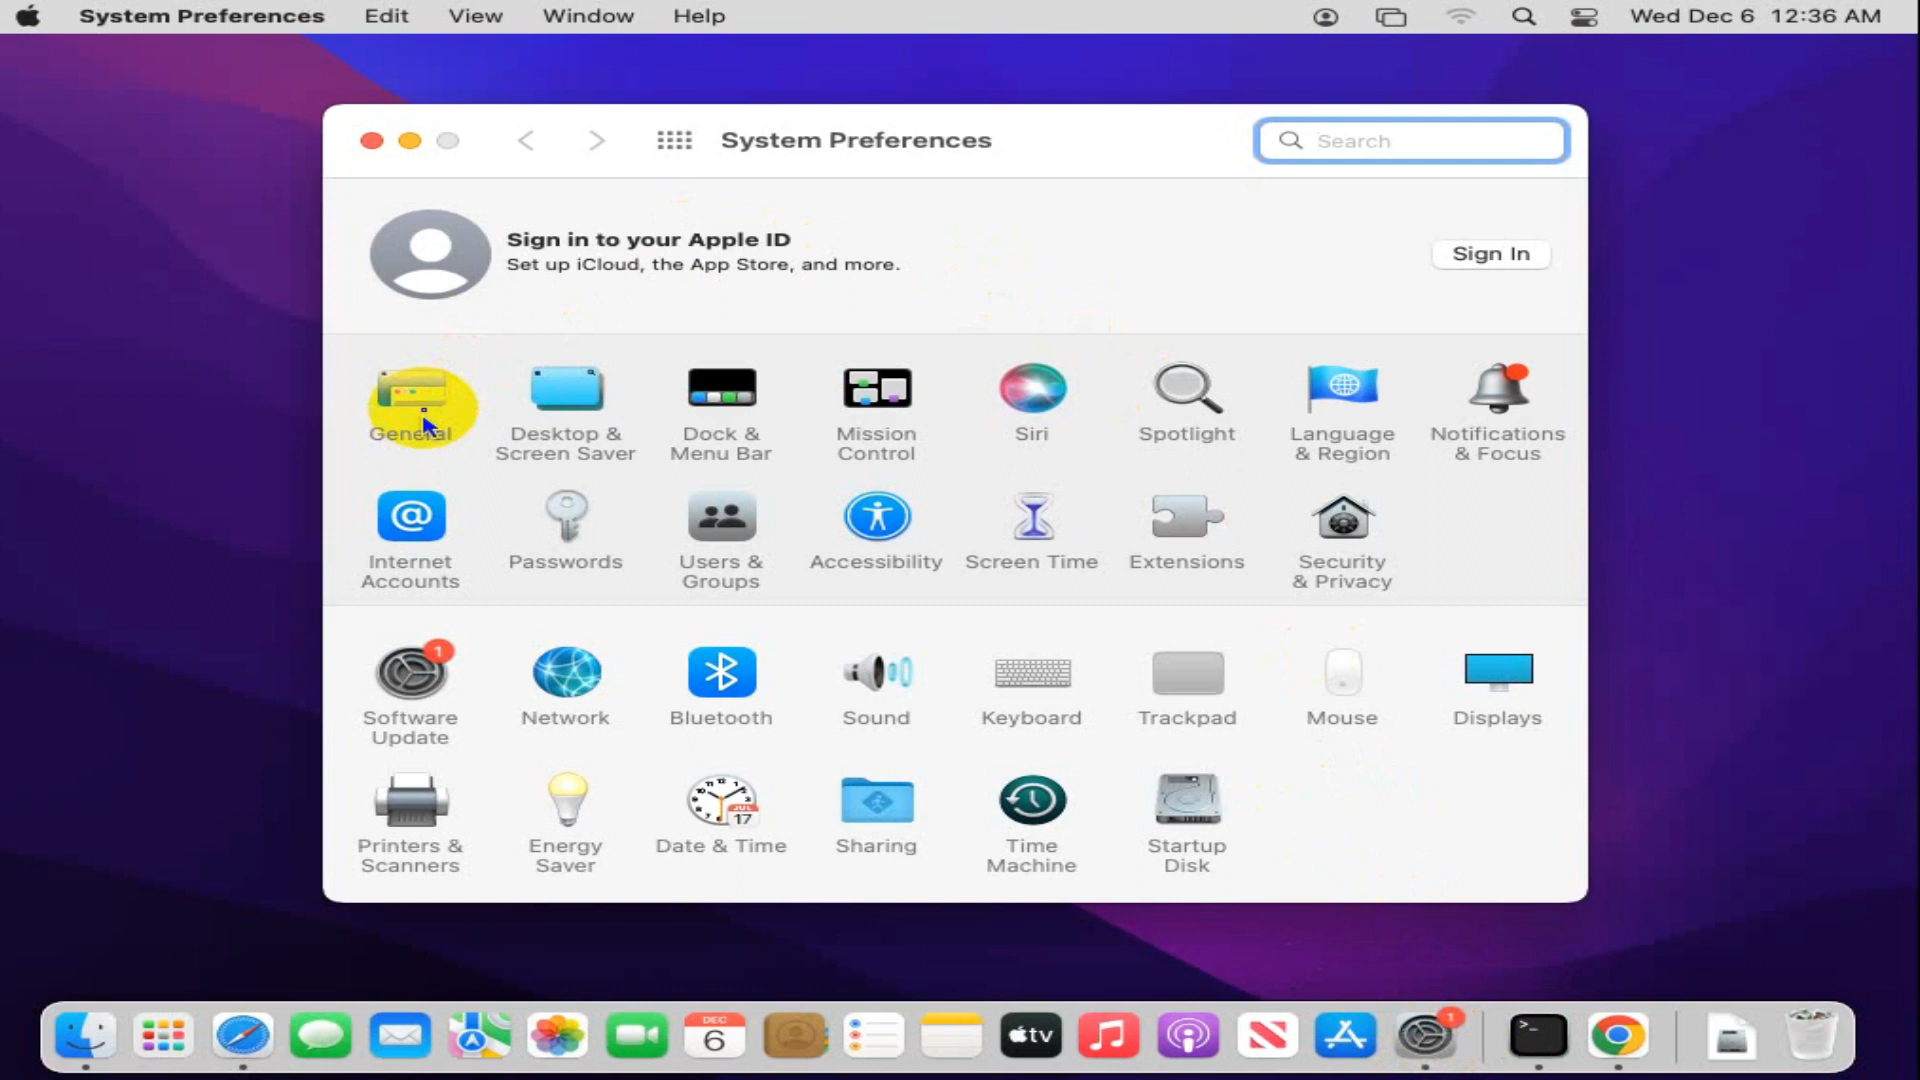 System Preferences Edit View Window Help Wed Dec 6 12:36 AM
System Preferences
Search
Sign in to your Apple ID
Set up iCloud, the App Store, and more.
Sign In
General
Desktop &
Screen Saver
Dock &
Menu Bar
Mission
Control
Siri
Spotlight
Language
& Region
Notifications
& Focus
Internet
Accounts
Passwords
Users &
Groups
Accessibility
Screen Time
Extensions
Security
& Privacy
1
Software
Update
Network
Bluetooth
Sound
Keyboard
Trackpad
Mouse
Displays
Printers &
Scanners
Energy
Saver
JUL
17
Date & Time
Sharing
Time
Machine
Startup
Disk
DEC
6
tv
1
>_